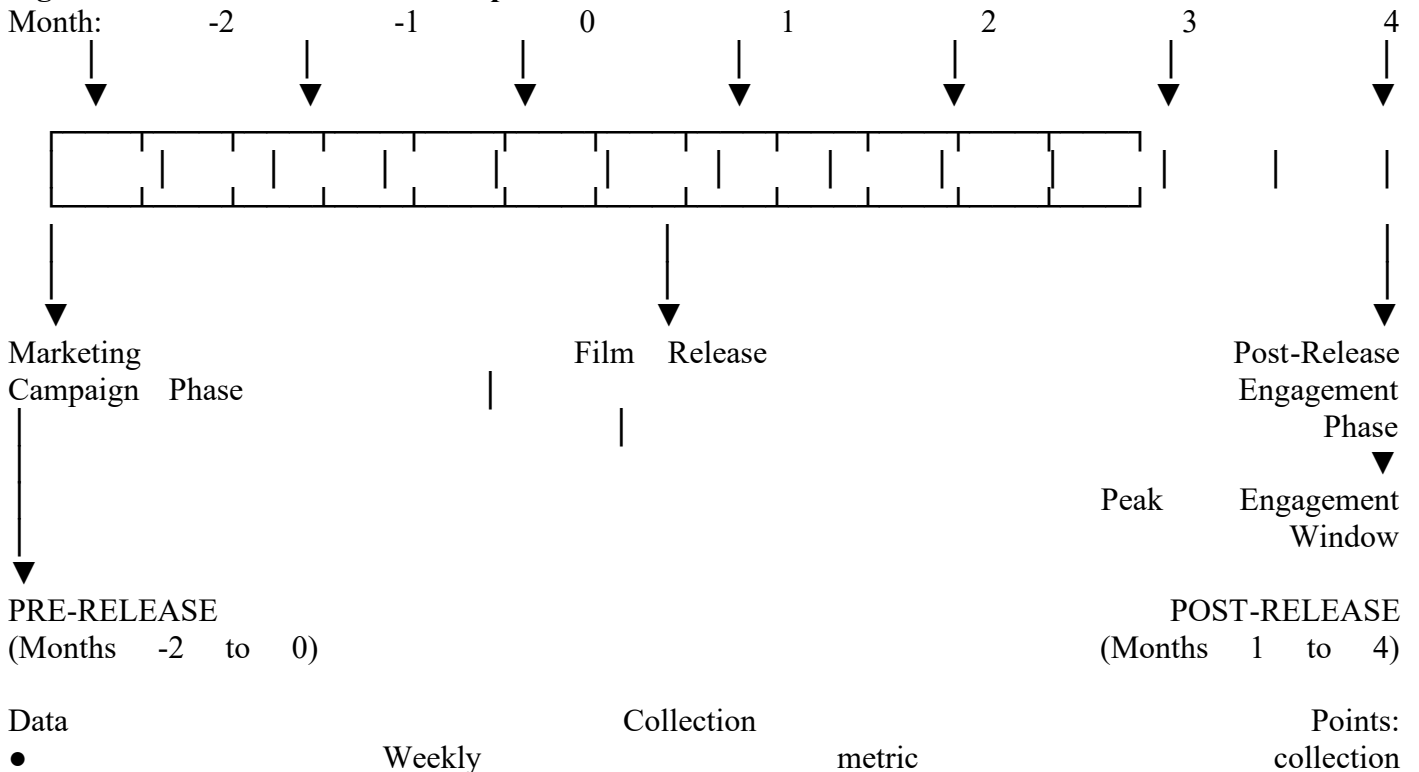 Month: -2 -1 0 1 2 3 4
Marketing Film Release Post-Release
Campaign Phase Engagement
Phase
Peak Engagement
Window
PRE-RELEASE POST-RELEASE
(Months -2 to 0) (Months 1 to 4)
Data Collection Points:
● Weekly metric collection